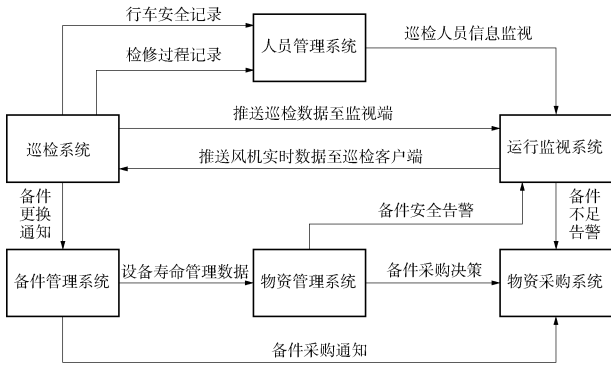 行车安全记录
人员管理系统
巡检人员信息监视
检修过程记录
推送巡检数据至监视端
巡检系统
运行监视系统
推送风机实时数据至巡检客户端
备件
更换
通知
备件安全告警
备件
不足
告警
备件管理系统
设备寿命管理数据
物资管理系统
备件采购决策
物资采购系统
备件采购通知